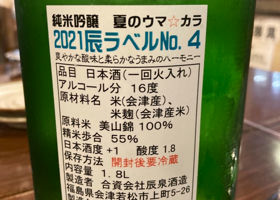 純米吟醸　夏のウマ☆カラ
2021辰ラベルNo. 4
爽やかな酸味と柔らかなうまみのハーモニー
品目 日本酒（一回火入れ）
アルコール分 16度
原材料 米(会津産)、
米麹(会津産米)
原料米 美山錦 100%
精米歩合 55%
日本酒度+1 酸度 1.8
保存方法 開封後要冷蔵
内容量 1.8L
製造者 合資会社辰泉酒造
福島県会津若松市上町5-26